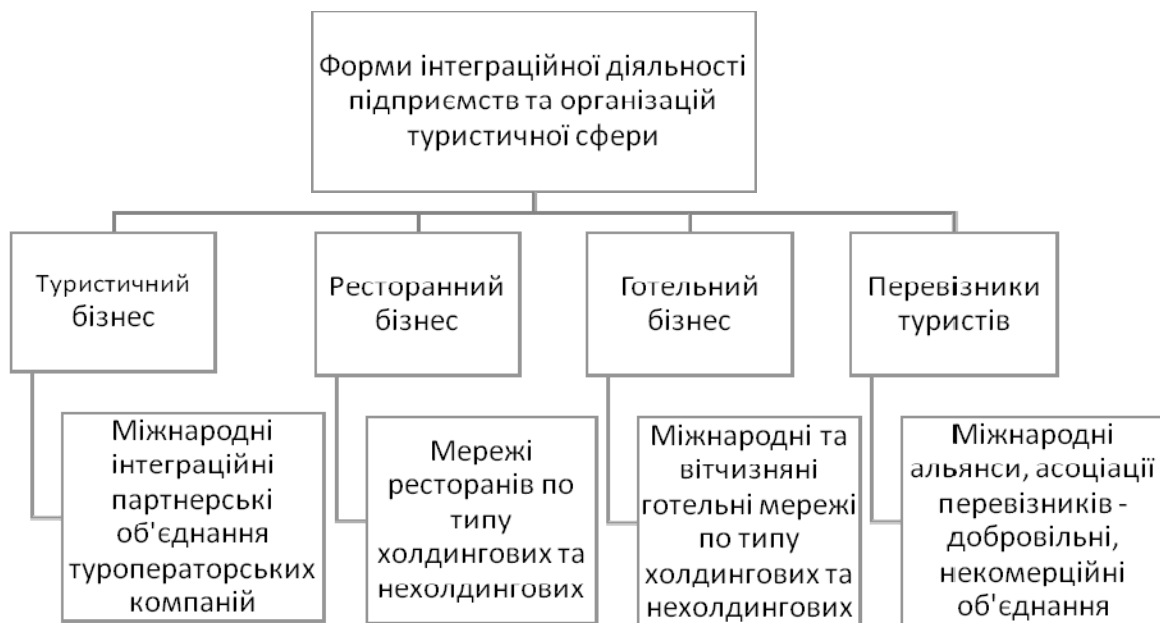 Форми інтеграційної діяльності
підприємств та організацій
туристичної сфери
Туристичний
бізнес
Ресторанний
бізнес
Готельний
бізнес
Перевізники
туристів
Міжнародні
інтеграційні
партнерські
об'єднання
туроператорських
компаній
Мережі
ресторанів по
типу
холдингових та
нехолдингових
Міжнародні та
вітчизняні
готельні мережі
по типу
холдингових та
нехолдингових
Міжнародні
альянси, асоціації
перевізників -
добровільні,
некомерційні
об'єднання